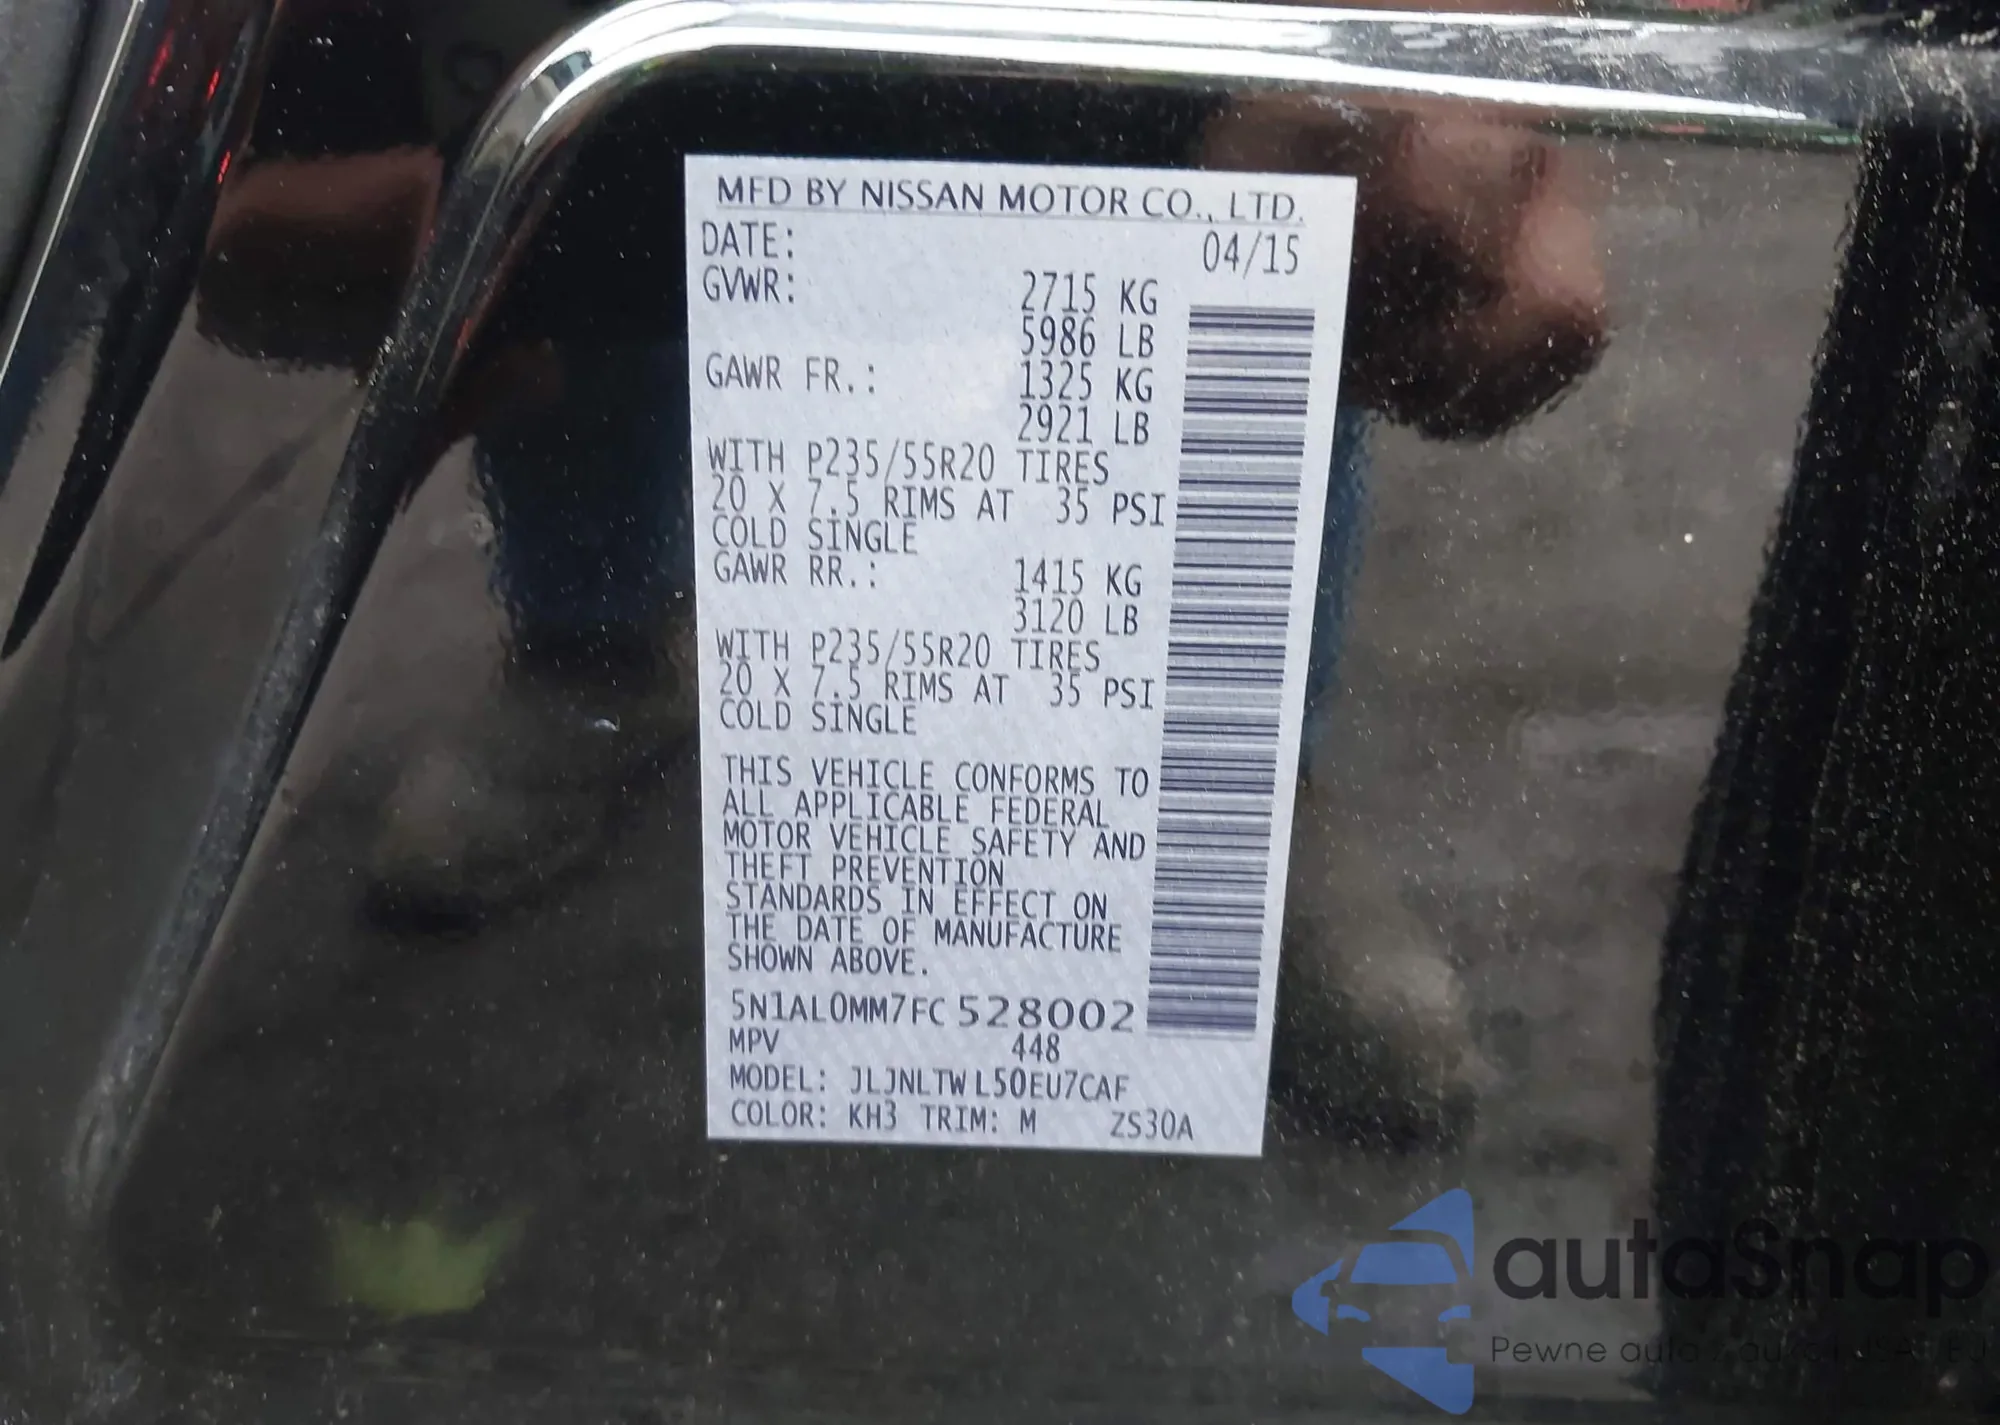 MFD BY NISSAN MOTOR CO., LTD.
DATE: 04/15
GVWR: 2715 KG
5986 LB
GAWR FR.: 1325 KG
2921 LB
WITH P235/55R20 TIRES
20 X 7.5 RIMS AT 35 PSI
COLD SINGLE
GAWR RR.: 1415 KG
3120 LB
WITH P235/55R20 TIRES
20 X 7.5 RIMS AT 35 PSI
COLD SINGLE
THIS VEHICLE CONFORMS TO
ALL APPLICABLE FEDERAL
MOTOR VEHICLE SAFETY AND
THEFT PREVENTION
STANDARDS IN EFFECT ON
THE DATE OF MANUFACTURE
SHOWN ABOVE.
5N1AL0MM7FC528002
MPV 448
MODEL: JLJNLTWL50EU7CAF
COLOR: KH3 TRIM: M ZS30A
autaSnap
Pewne auta z